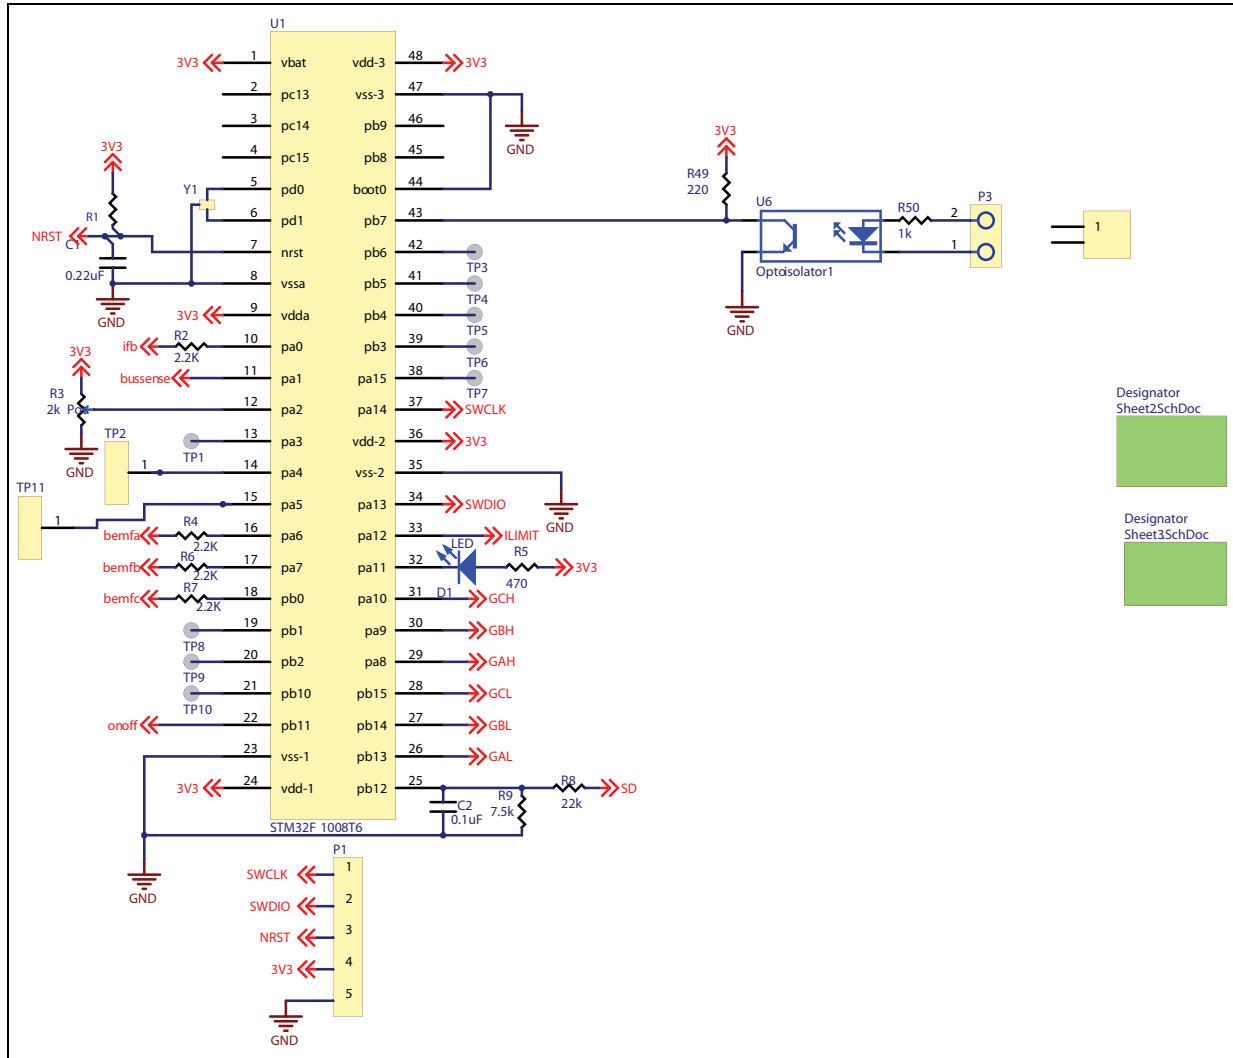 U1
3V3 1 vbat vdd-3 48 3V3
2 pc13 vss-3 47
3 pc14 pb9 46
GND
4 pc15 pb8 45
3V3
5 pd0 boot0 44
Y1
6 pd1 pb7 43
R1
NRST
C1
0.22uF
GND
7 nrst pb6 42
TP3
8 vssa pb5 41
TP4
3V3 9 vdda pb4 40
TP5
ifb R2 2.2K 10 pa0 pb3 39
TP6
bussense 11 pa1 pa15 38
TP7
3V3
R3
2k Pot
GND
12 pa2 pa14 37 SWCLK
TP1 13 pa3 vdd-2 36 3V3
TP2
1 14 pa4 vss-2 35
GND
TP11
1 15 pa5 pa13 34 SWDIO
bemfa R4 2.2K 16 pa6 pa12 33 ILIMIT
bemfb R6 2.2K 17 pa7 pa11 32 LED D1 R5 470 3V3
bemfc R7 2.2K 18 pb0 pa10 31 GCH
TP8 19 pb1 pa9 30 GBH
TP9 20 pb2 pa8 29 GAH
TP10 21 pb10 pb15 28 GCL
onoff 22 pb11 pb14 27 GBL
23 vss-1 pb13 26 GAL
3V3 24 vdd-1 pb12 25
C2
0.1uF
R9
7.5k
R8
22k
SD
STM32F 1008T6
GND
P1
SWCLK 1
SWDIO 2
NRST 3
3V3 4
5
GND
3V3
R49
220
U6
Optoisolator1
GND
R50
1k
P3
2
1
1
Designator
Sheet2SchDoc
Designator
Sheet3SchDoc